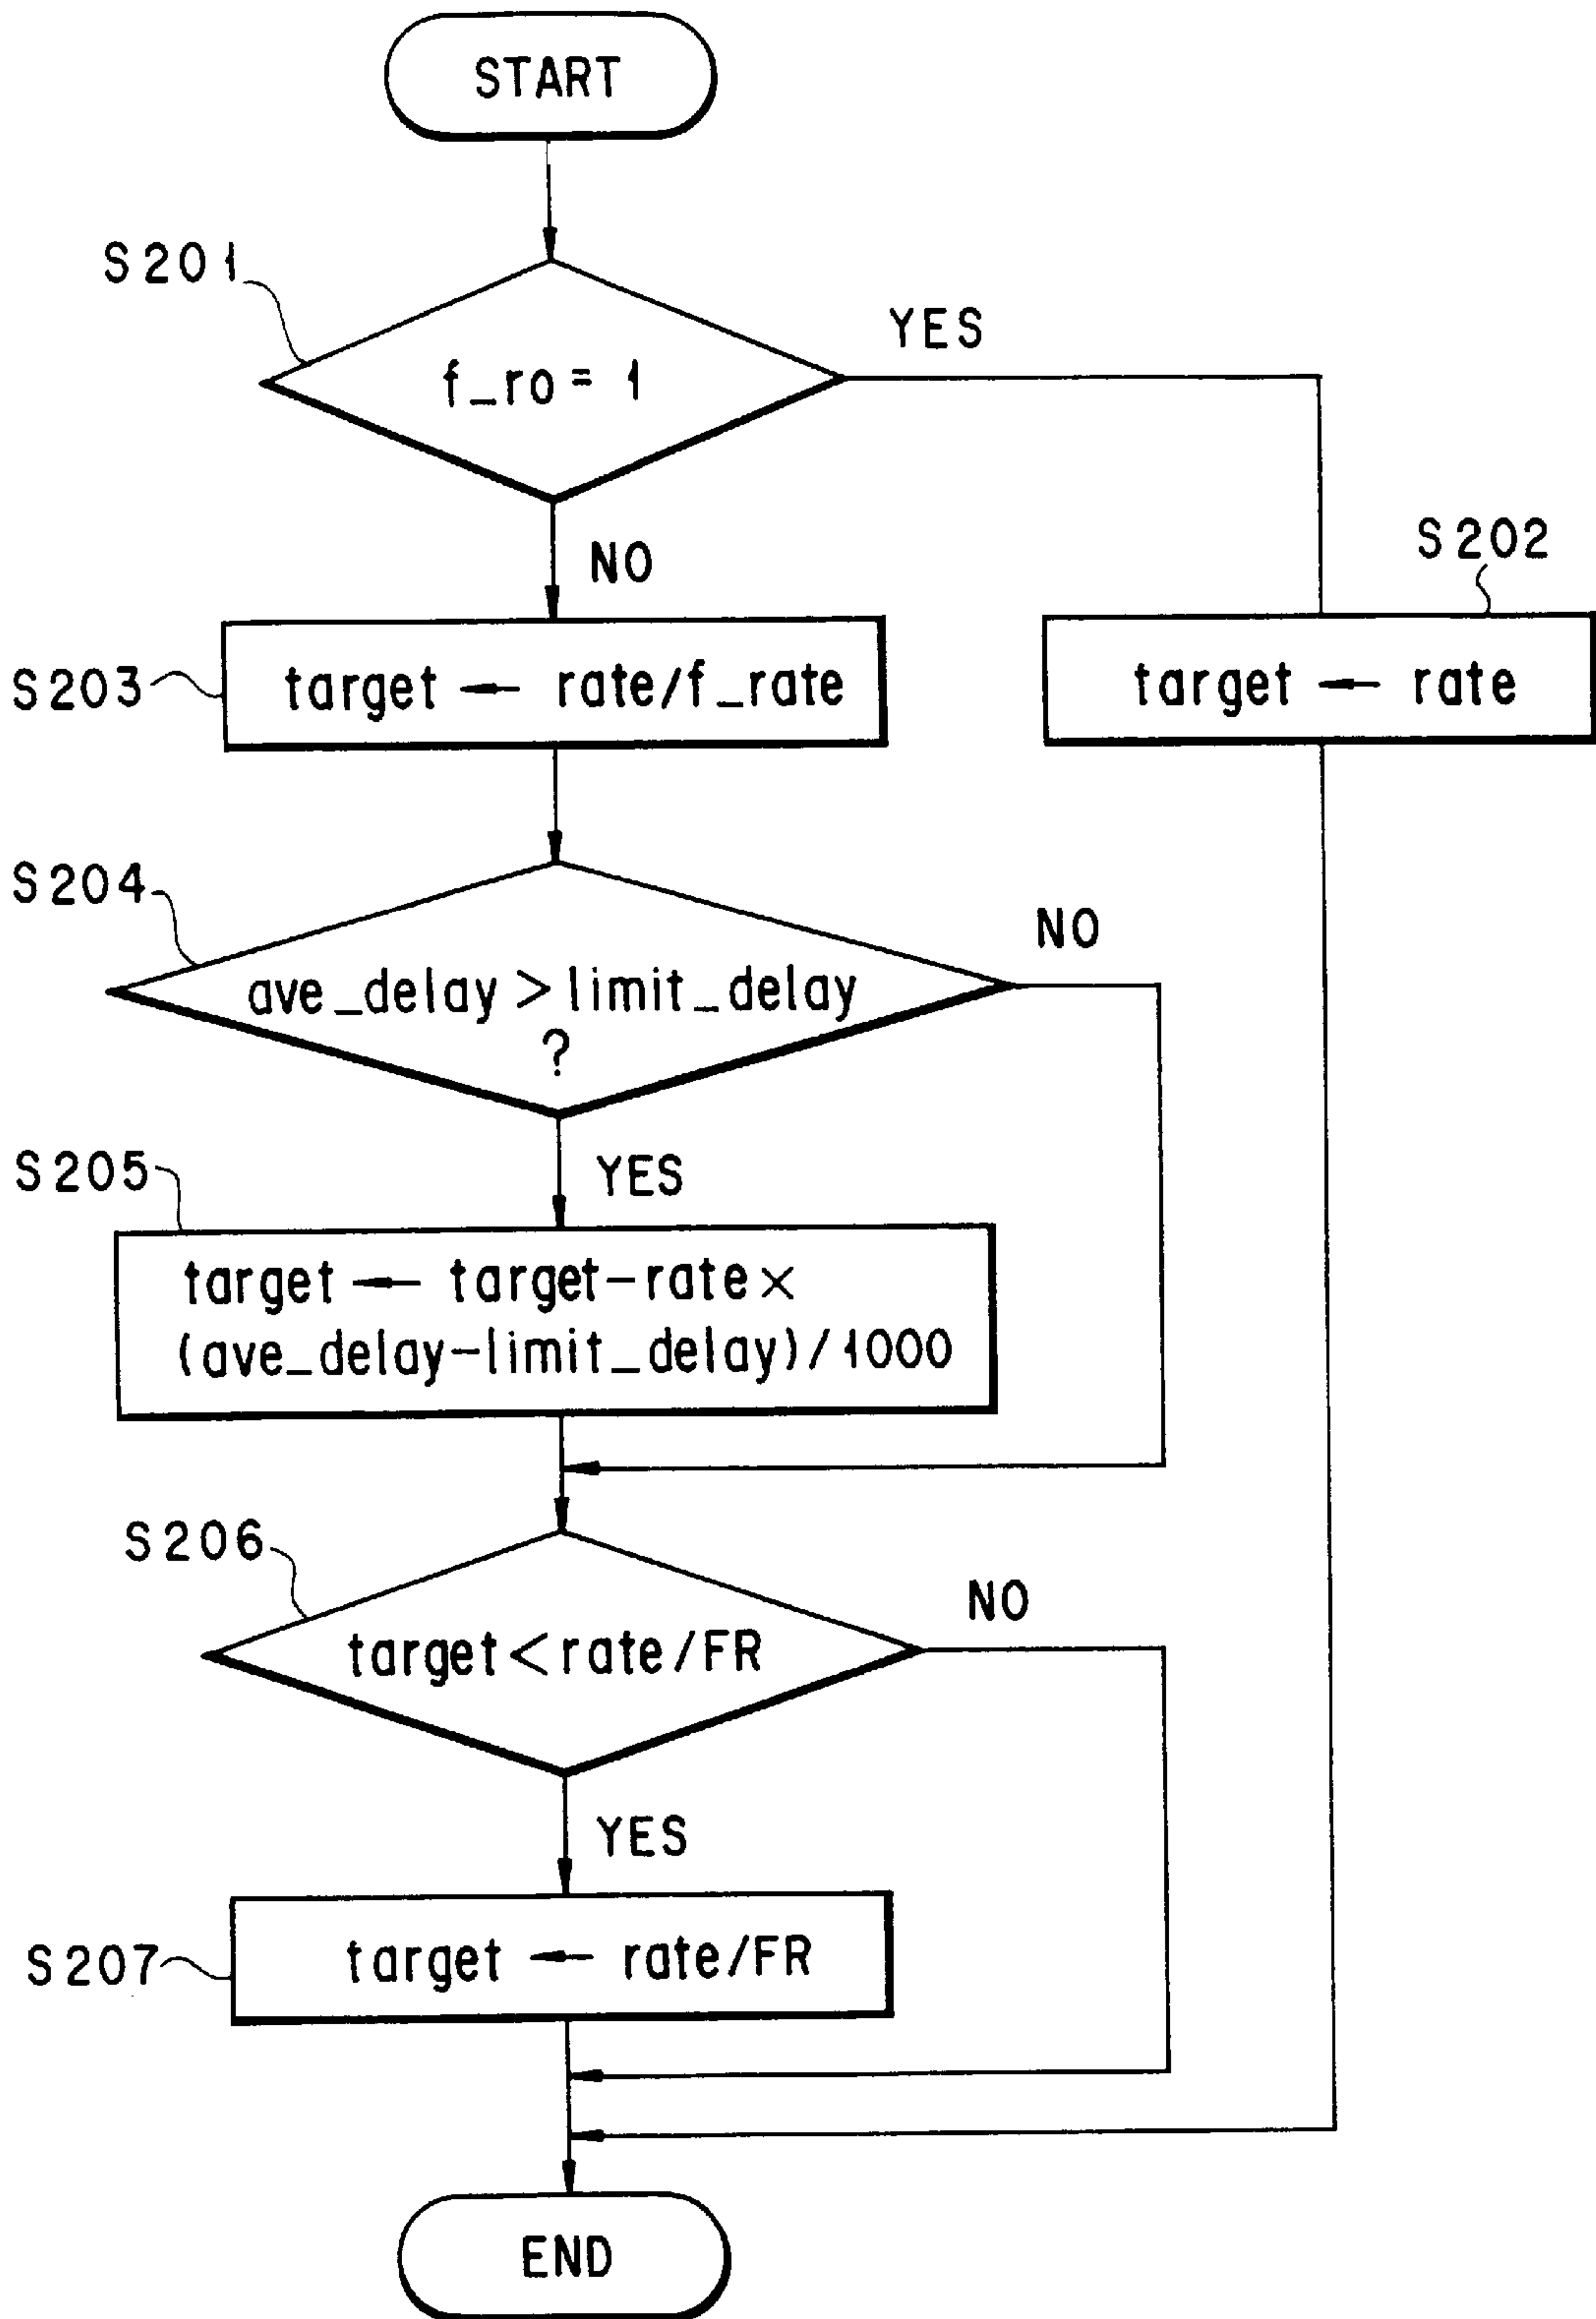 START
S201
f_ro = 1
YES
NO
S202
target ← rate
S203
target ← rate/f_rate
S204
ave_delay > limit_delay
?
NO
YES
S205
target ← target-rate ×
(ave_delay-limit_delay)/1000
S206
target < rate/FR
NO
YES
S207
target ← rate/FR
END